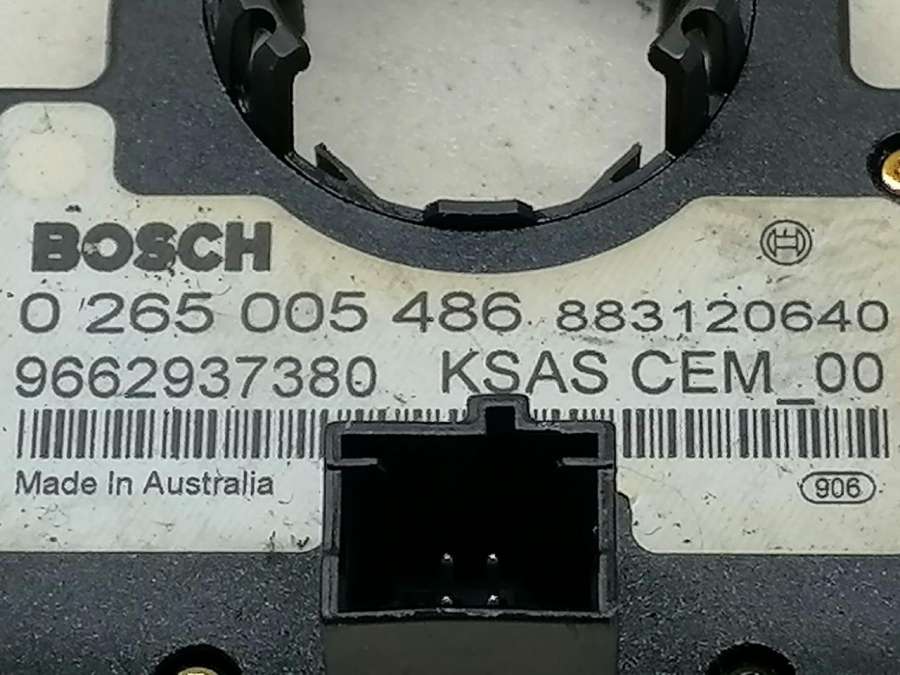 BOSCH
0 265 005 486 883120640
9662937380 KSAS CEM_00
Made In Australia
906